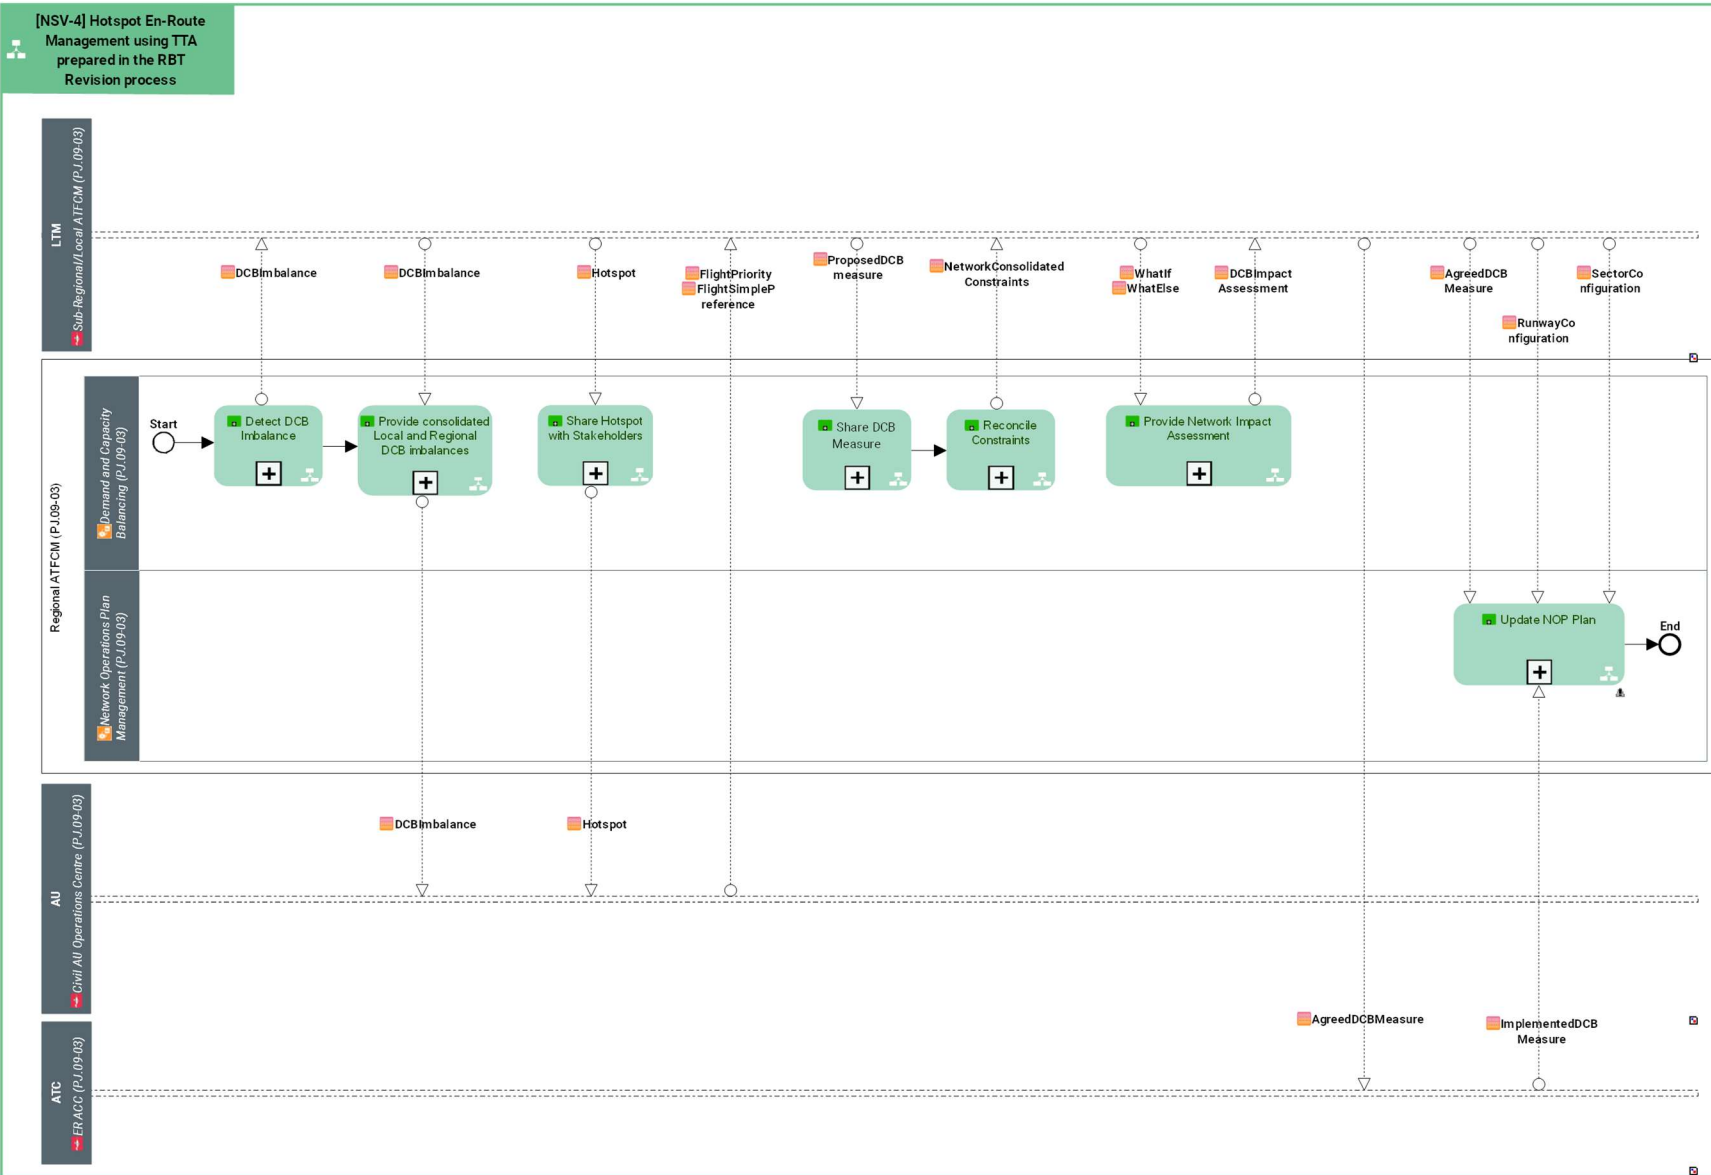 [NSV-4] Hotspot En-Route
Management using TTA
prepared in the RBT
Revision process
LTM
Sub-Regional/Local ATFCM (PJ.09-03)
DCBImbalance
DCBImbalance
Hotspot
FlightPriority
FlightSimpleP
reference
ProposedDCB
measure
NetworkConsolidated
Constraints
WhatIf
WhatElse
DCBImpact
Assessment
AgreedDCB
Measure
RunwayCo
nfiguration
SectorCo
nfiguration
Regional ATFCM (PJ.09-03)
Demand and Capacity
Balancing (PJ.09-03)
Start
Detect DCB
Imbalance
Provide consolidated
Local and Regional
DCB imbalances
Share Hotspot
with Stakeholders
Share DCB
Measure
Reconcile
Constraints
Provide Network Impact
Assessment
Network Operations Plan
Management (PJ.09-03)
Update NOP Plan
End
AU
Civil AU Operations Centre (PJ.09-03)
DCBImbalance
Hotspot
ATC
ER ACC (PJ.09-03)
AgreedDCBMeasure
ImplementedDCB
Measure